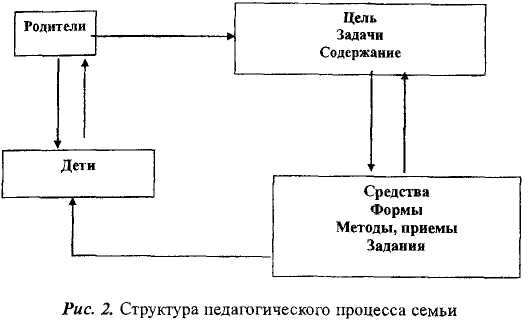 Родители
Цель
Задачи
Содержание
Дети
Средства
Формы
Методы, приемы
Задания
Рис. 2. Структура педагогического процесса семьи